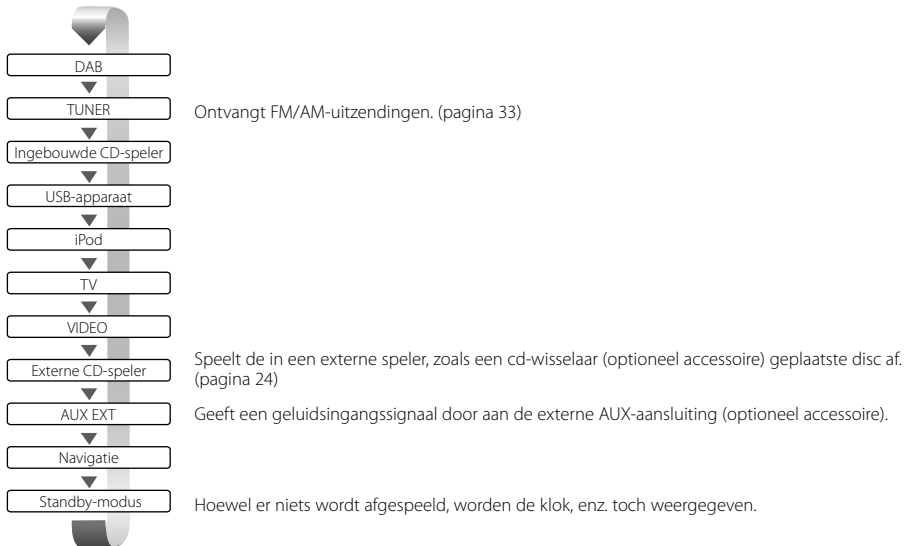 DAB
TUNER
Ontvangt FM/AM-uitzendingen. (pagina 33)
Ingebouwde CD-speler
USB-apparaat
iPod
TV
VIDEO
Externe CD-speler
Speelt de in een externe speler, zoals een cd-wisselaar (optioneel accessoire) geplaatste disc af.
(pagina 24)
AUX EXT
Geeft een geluidsingangssignaal door aan de externe AUX-aansluiting (optioneel accessoire).
Navigatie
Standby-modus
Hoewel er niets wordt afgespeeld, worden de klok, enz. toch weergegeven.